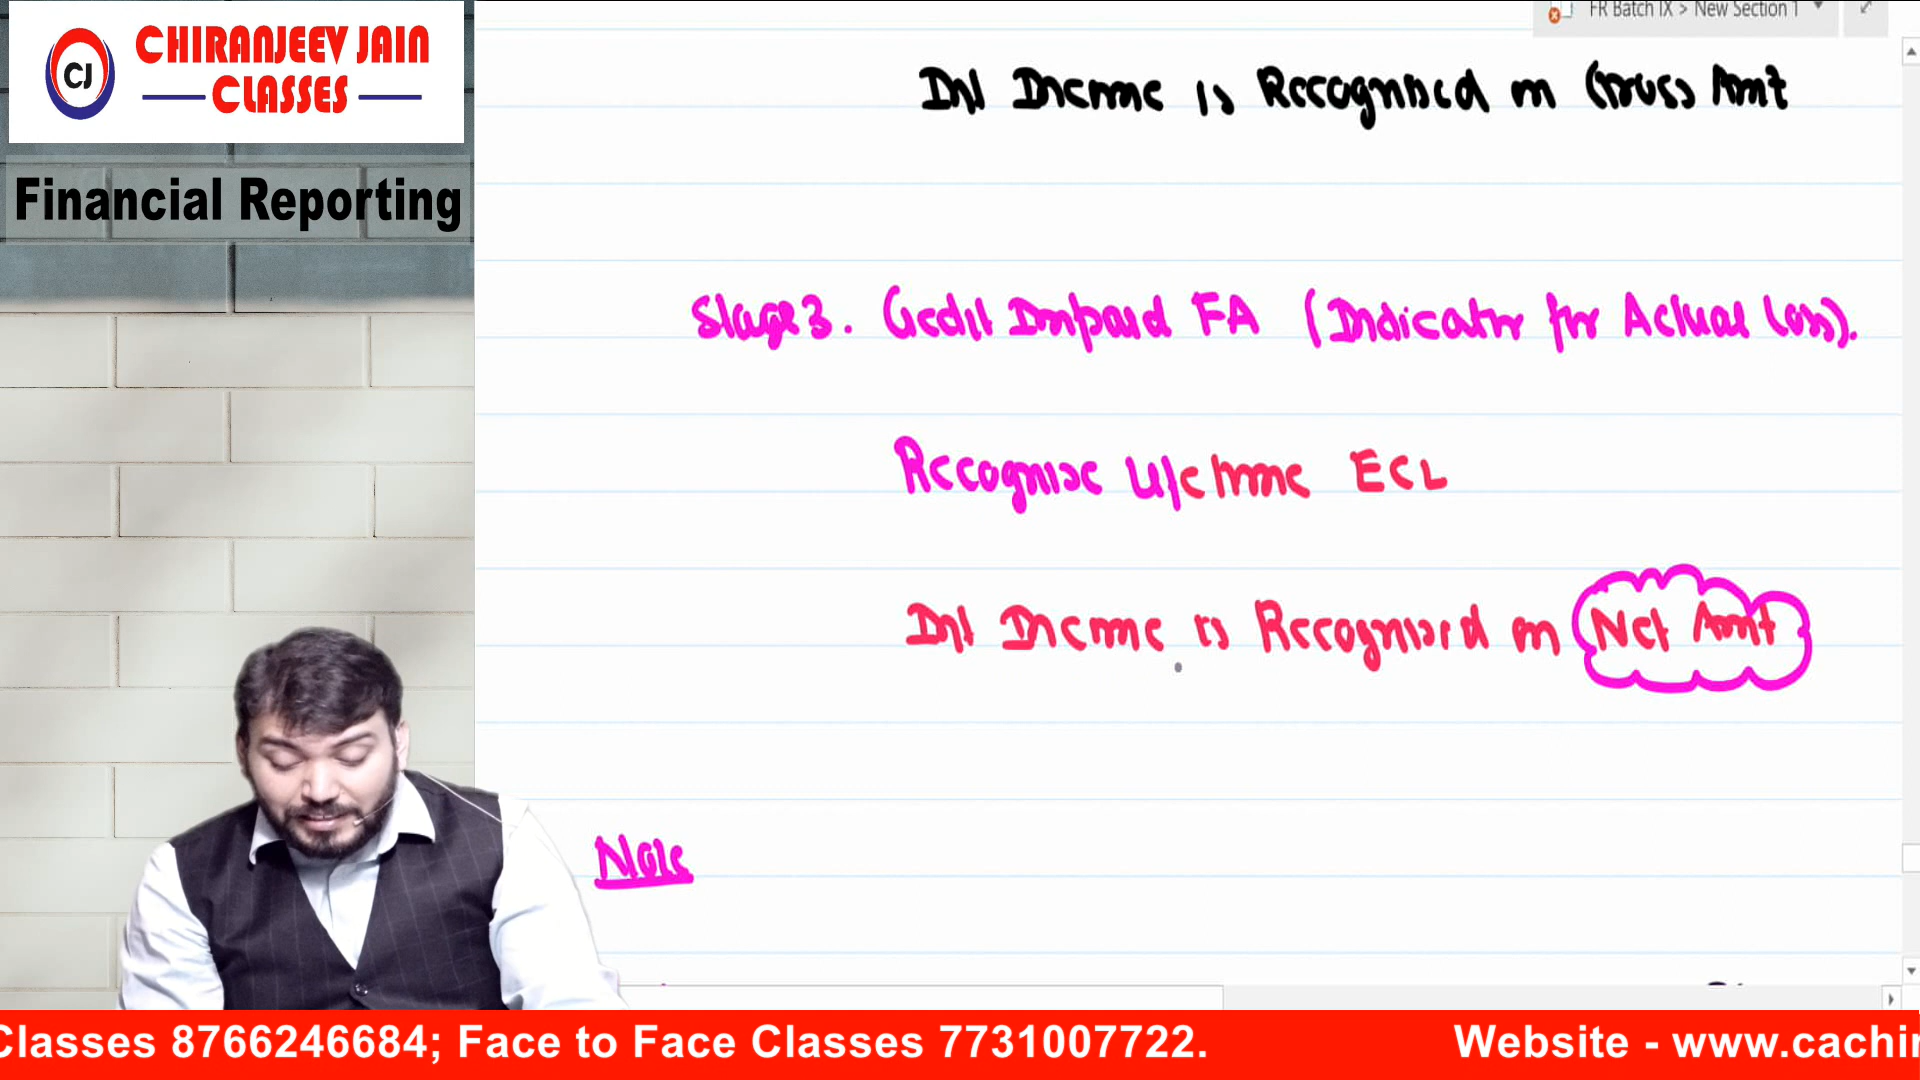 FR Batch IX > New Section 1
CJ
CHIRANJEEV JAIN
CLASSES
Financial Reporting
Int Income is Recognised on Gross Amt
Stage 3. Credit Impaired FA (Indicator for Actual Loss).
Recognise lifetime ECL
Int Income is Recognised on Net Amt
Note
Classes 8766246684; Face to Face Classes 7731007722.
Website - www.cachir